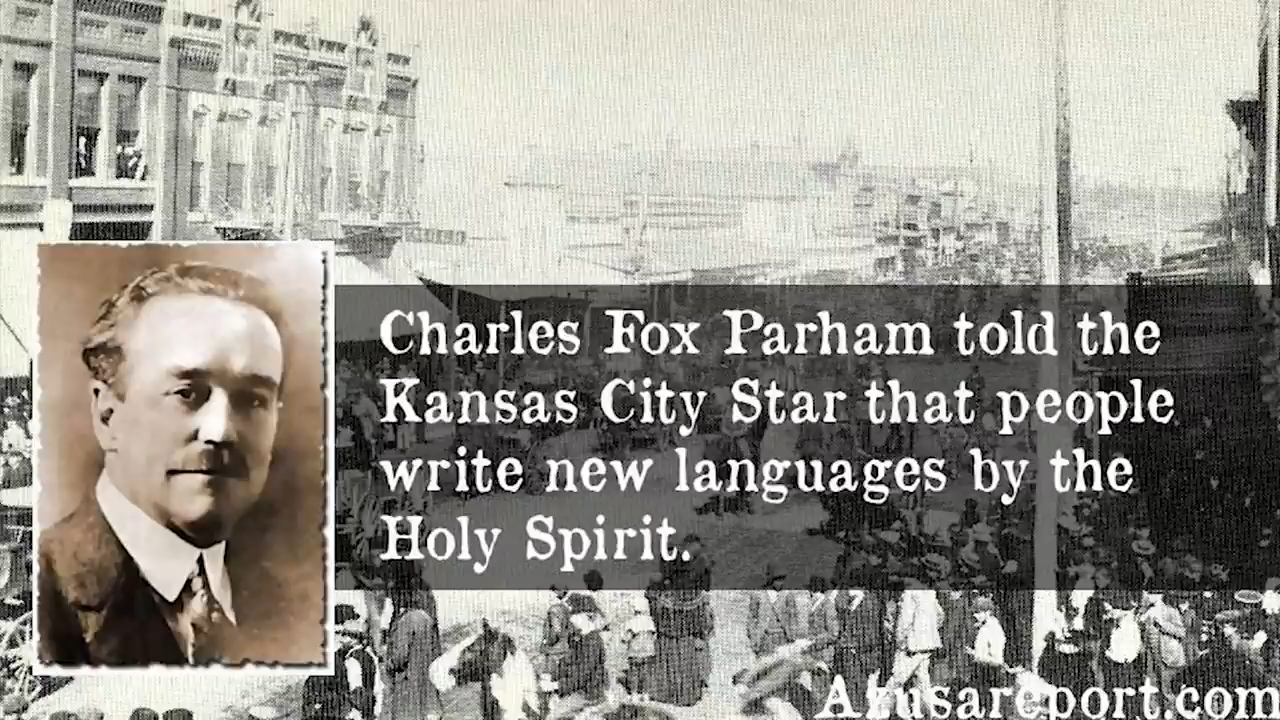 Charles Fox Parham told the
Kansas City Star that people
write new languages by the
Holy Spirit.
Azusareport.com